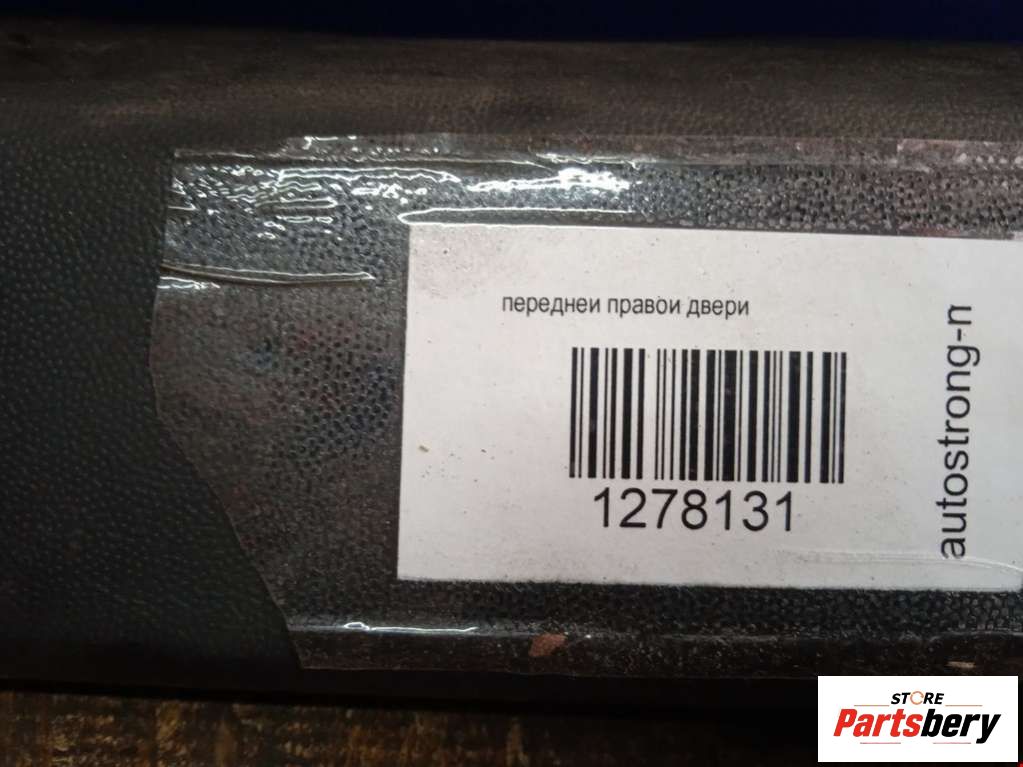 переднеи правои двери
1278131
autostrong-m
STORE
Partsbery